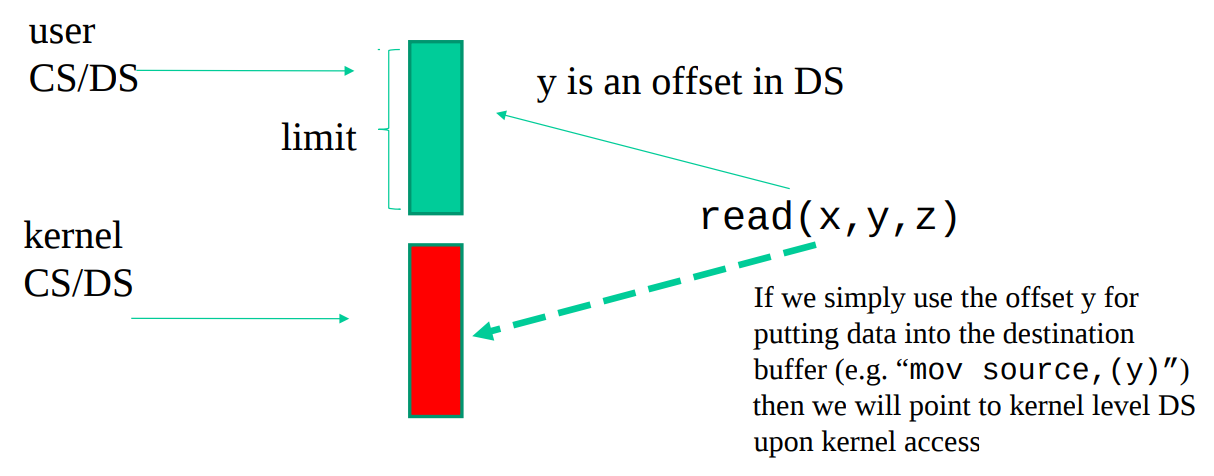 user
CS/DS
y is an offset in DS
limit
read(x,y,z)
kernel
CS/DS
If we simply use the offset y for
putting data into the destination
buffer (e.g. “mov source,(y)”)
then we will point to kernel level DS
upon kernel access